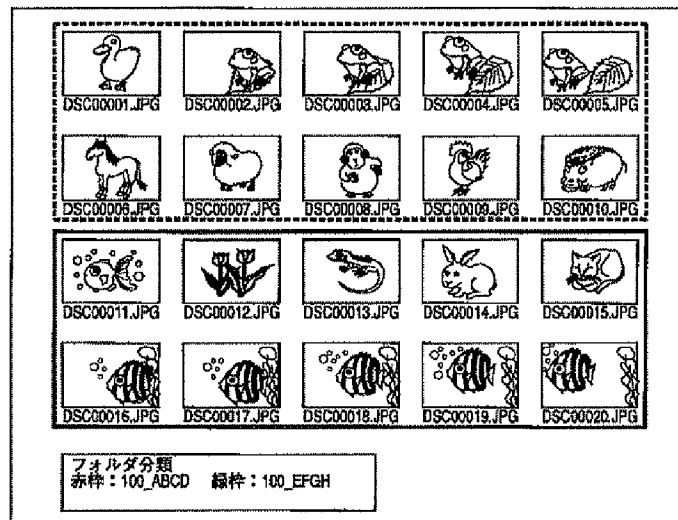 DSC00001.JPG DSC00002.JPG DSC00003.JPG DSC00004.JPG DSC00005.JPG
DSC00006.JPG DSC00007.JPG DSC00008.JPG DSC00009.JPG DSC00010.JPG
DSC00011.JPG DSC00012.JPG DSC00013.JPG DSC00014.JPG DSC00015.JPG
DSC00016.JPG DSC00017.JPG DSC00018.JPG DSC00019.JPG DSC00020.JPG
フォルダ分類
赤枠：100_ABCD 緑枠：100_EFGH